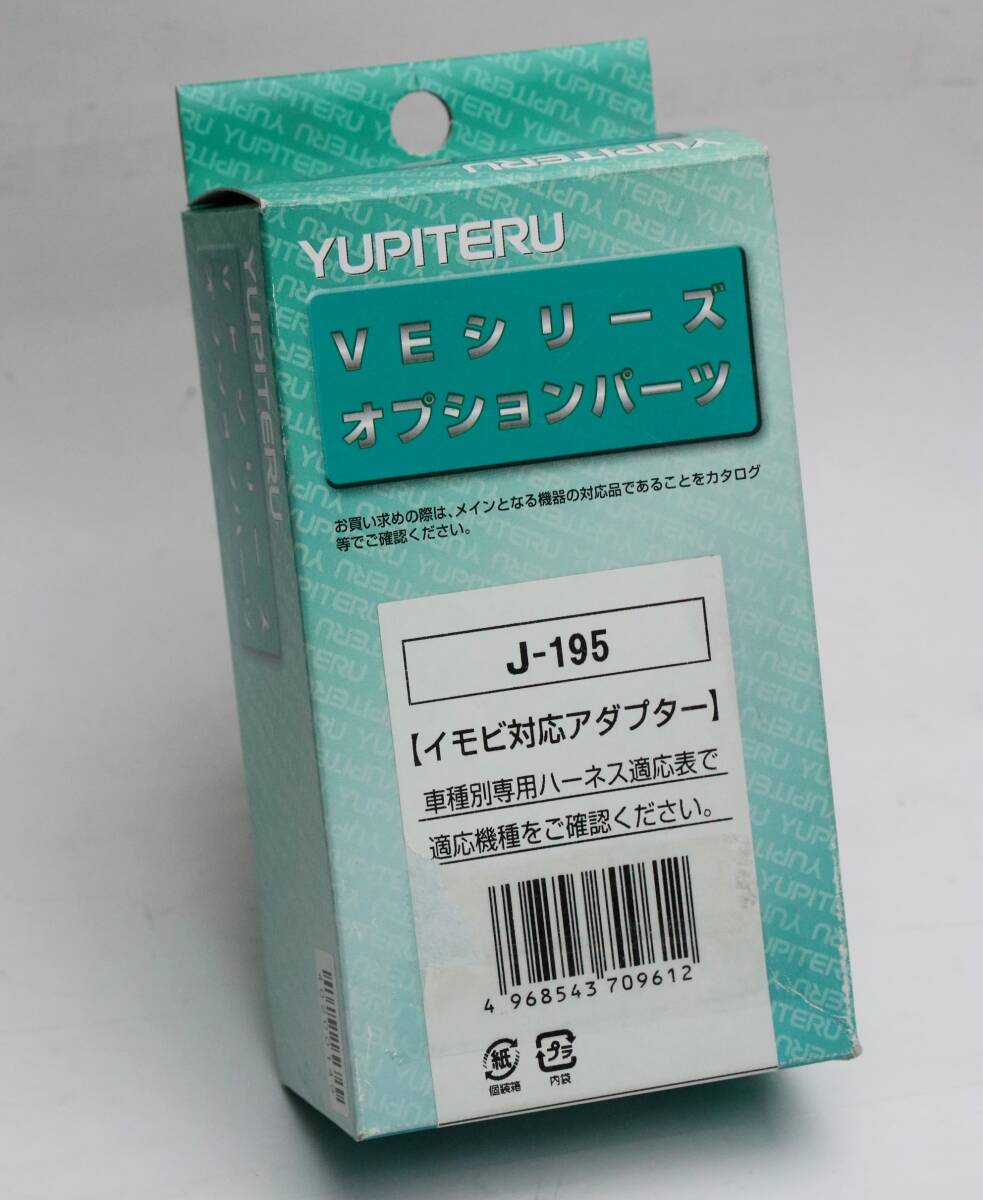 YUPITERU
YUPITERU
VEシリーズ
オプションパーツ
お買い求めの際は、メインとなる機器の対応品であることをカタログ
等でご確認ください。
J-195
【イモビ対応アダプター】
車種別専用ハーネス適応表で
適応機種をご確認ください。
4 968543 709612
紙
個装箱
プラ
内袋
YUPITERU